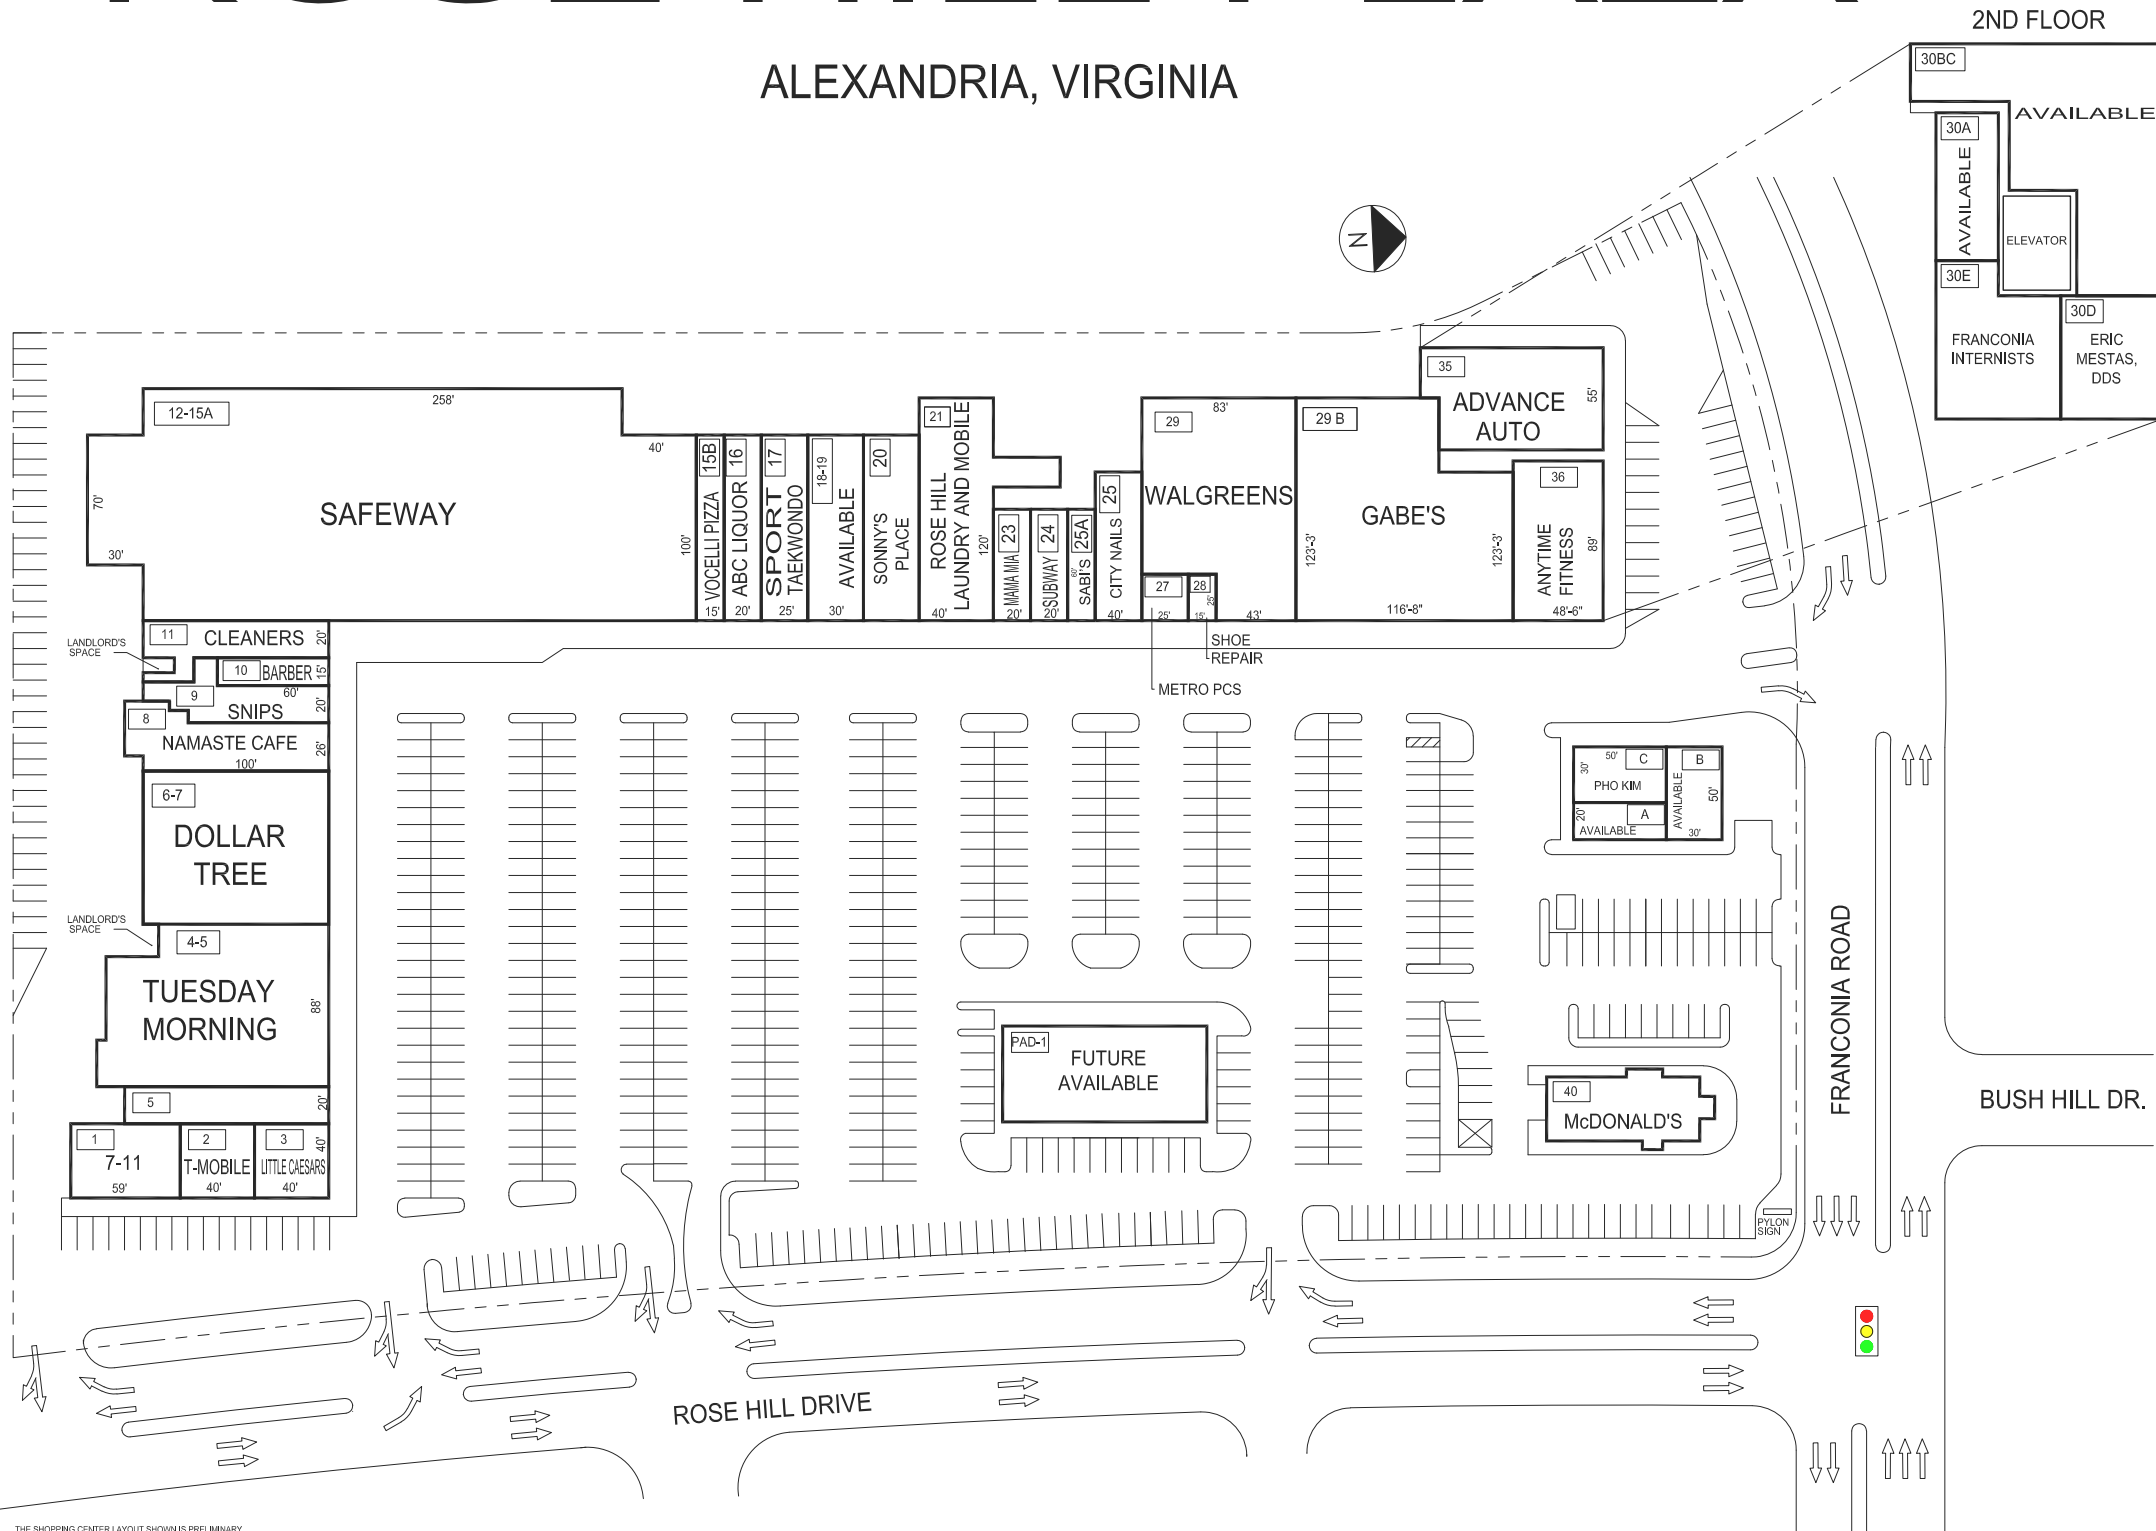 ALEXANDRIA, VIRGINIA
2ND FLOOR
30BC
AVAILABLE
30A
AVAILABLE
ELEVATOR
30E
FRANCONIA
INTERNISTS
30D
ERIC
MESTAS,
DDS
N
12-15A
258'
40'
70'
30'
SAFEWAY
100'
15B
VOCELLI PIZZA
15'
16
ABC LIQUOR
20'
17
SPORT
TAEKWONDO
25'
18-19
AVAILABLE
30'
20
SONNY'S
PLACE
21
ROSE HILL
LAUNDRY AND MOBILE
120'
40'
23
MAMA MIA
20'
24
SUBWAY
20'
25A
60'
SABI'S
25
CITY NAILS
40'
29
83'
WALGREENS
27
25'
28
25'
15'
43'
SHOE
REPAIR
METRO PCS
29 B
GABE'S
123'-3'
123'-3'
116'-8"
35
ADVANCE
AUTO
55'
36
ANYTIME
FITNESS
89'
48'-6"
LANDLORD'S
SPACE
11
CLEANERS
20'
10
BARBER
15'
60'
9
SNIPS
20'
8
NAMASTE CAFE
26'
100'
6-7
DOLLAR
TREE
LANDLORD'S
SPACE
4-5
TUESDAY
MORNING
88'
5
20'
1
7-11
59'
2
T-MOBILE
40'
3
LITTLE CAESARS
40'
40'
50'
C
30'
PHO KIM
B
AVAILABLE
50'
30'
20'
A
AVAILABLE
PAD-1
FUTURE
AVAILABLE
40
McDONALD'S
PYLON
SIGN
FRANCONIA ROAD
BUSH HILL DR.
ROSE HILL DRIVE
THE SHOPPING CENTER LAYOUT SHOWN IS PRELIMINARY